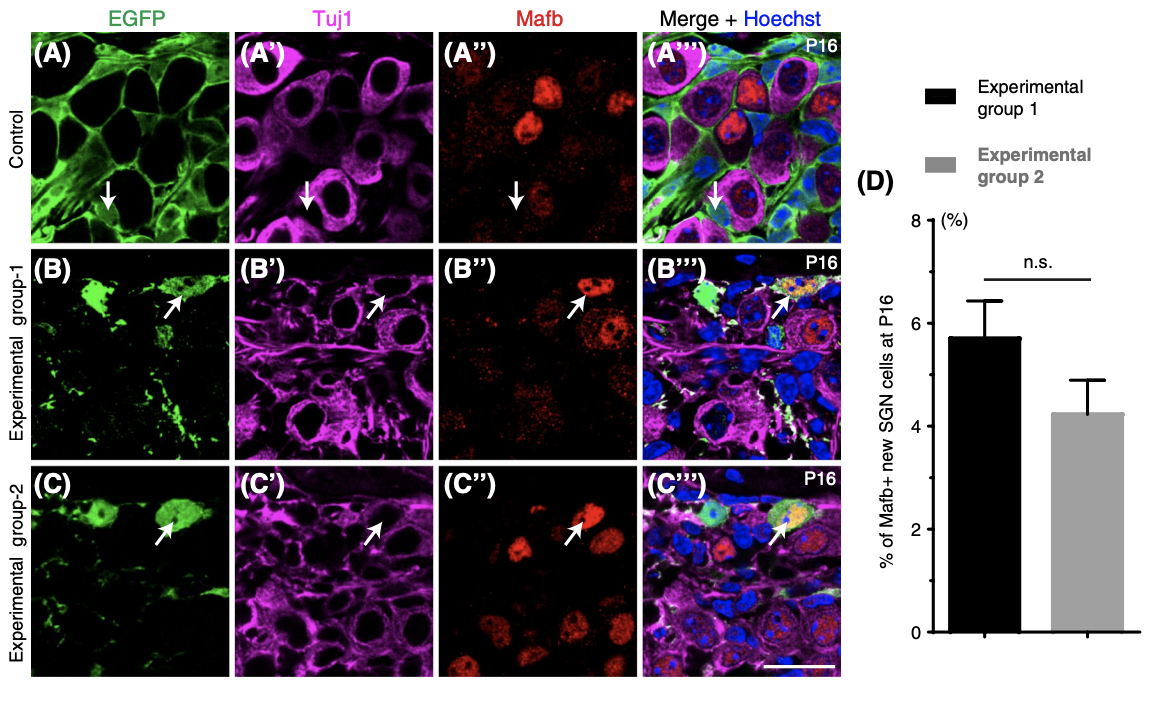 EGFP Tuj1 Mafb Merge + Hoechst
Control
(A) (A') (A'') (A''') P16
Experimental group-1
(B) (B') (B'') (B''') P16
Experimental group-2
(C) (C') (C'') (C''') P16
Experimental
group 1
Experimental
group 2
(D)
(%)
n.s.
% of Mafb+ new SGN cells at P16
8
6
4
2
0